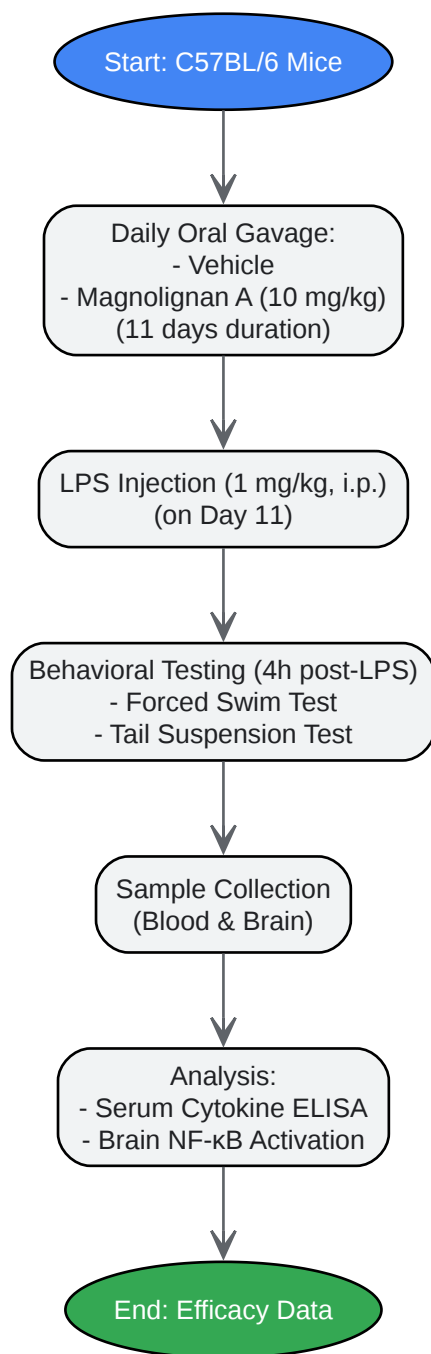 Start: C57BL/6 Mice
Daily Oral Gavage:
- Vehicle
- Magnolignan A (10 mg/kg)
(11 days duration)
LPS Injection (1 mg/kg, i.p.)
(on Day 11)
Behavioral Testing (4h post-LPS)
- Forced Swim Test
- Tail Suspension Test
Sample Collection
(Blood & Brain)
Analysis:
- Serum Cytokine ELISA
- Brain NF-κB Activation
End: Efficacy Data